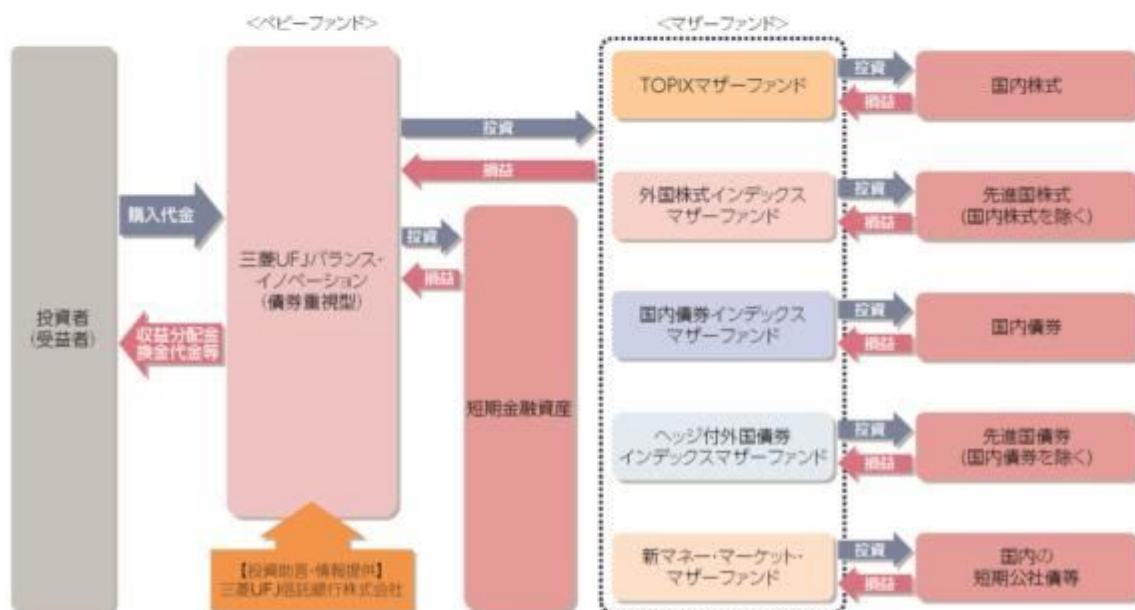 <ベビーファンド>
<マザーファンド>
投資者
(受益者)
購入代金
収益分配金
換金代金等
三菱UFJバランス・
イノベーション
(債券重視型)
【投資助言・情報提供】
三菱UFJ信託銀行株式会社
投資
損益
投資
損益
短期金融資産
TOPIXマザーファンド
投資
損益
国内株式
外国株式インデックス
マザーファンド
投資
損益
先進国株式
(国内株式を除く)
国内債券インデックス
マザーファンド
投資
損益
国内債券
ヘッジ付外国債券
インデックスマザーファンド
投資
損益
先進国債券
(国内債券を除く)
新マネー・マーケット・
マザーファンド
投資
損益
国内の
短期公社債等